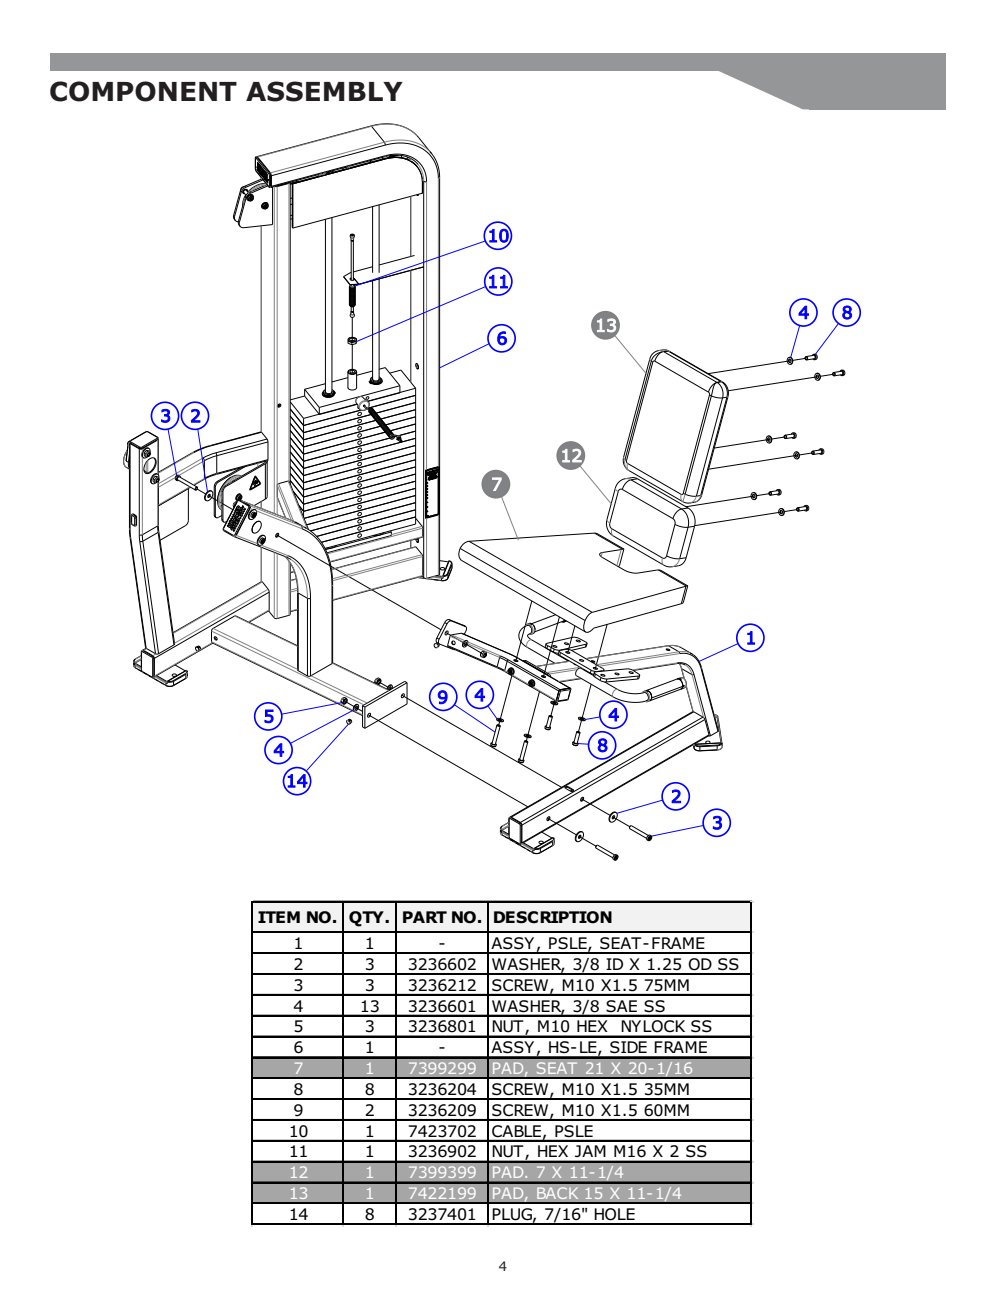 COMPONENT ASSEMBLY
10
11
6
13
4 8
3 2
12
7
1
9 4
4
5
8
4
14
2
3
ITEM NO. QTY. PART NO. DESCRIPTION
1 1 - ASSY, PSLE, SEAT-FRAME
2 3 3236602 WASHER, 3/8 ID X 1.25 OD SS
3 3 3236212 SCREW, M10 X1.5 75MM
4 13 3236601 WASHER, 3/8 SAE SS
5 3 3236801 NUT, M10 HEX NYLOCK SS
6 1 - ASSY, HS-LE, SIDE FRAME
7 1 7399299 PAD, SEAT 21 X 20-1/16
8 8 3236204 SCREW, M10 X1.5 35MM
9 2 3236209 SCREW, M10 X1.5 60MM
10 1 7423702 CABLE, PSLE
11 1 3236902 NUT, HEX JAM M16 X 2 SS
12 1 7399399 PAD. 7 X 11-1/4
13 1 7422199 PAD, BACK 15 X 11-1/4
14 8 3237401 PLUG, 7/16" HOLE
4